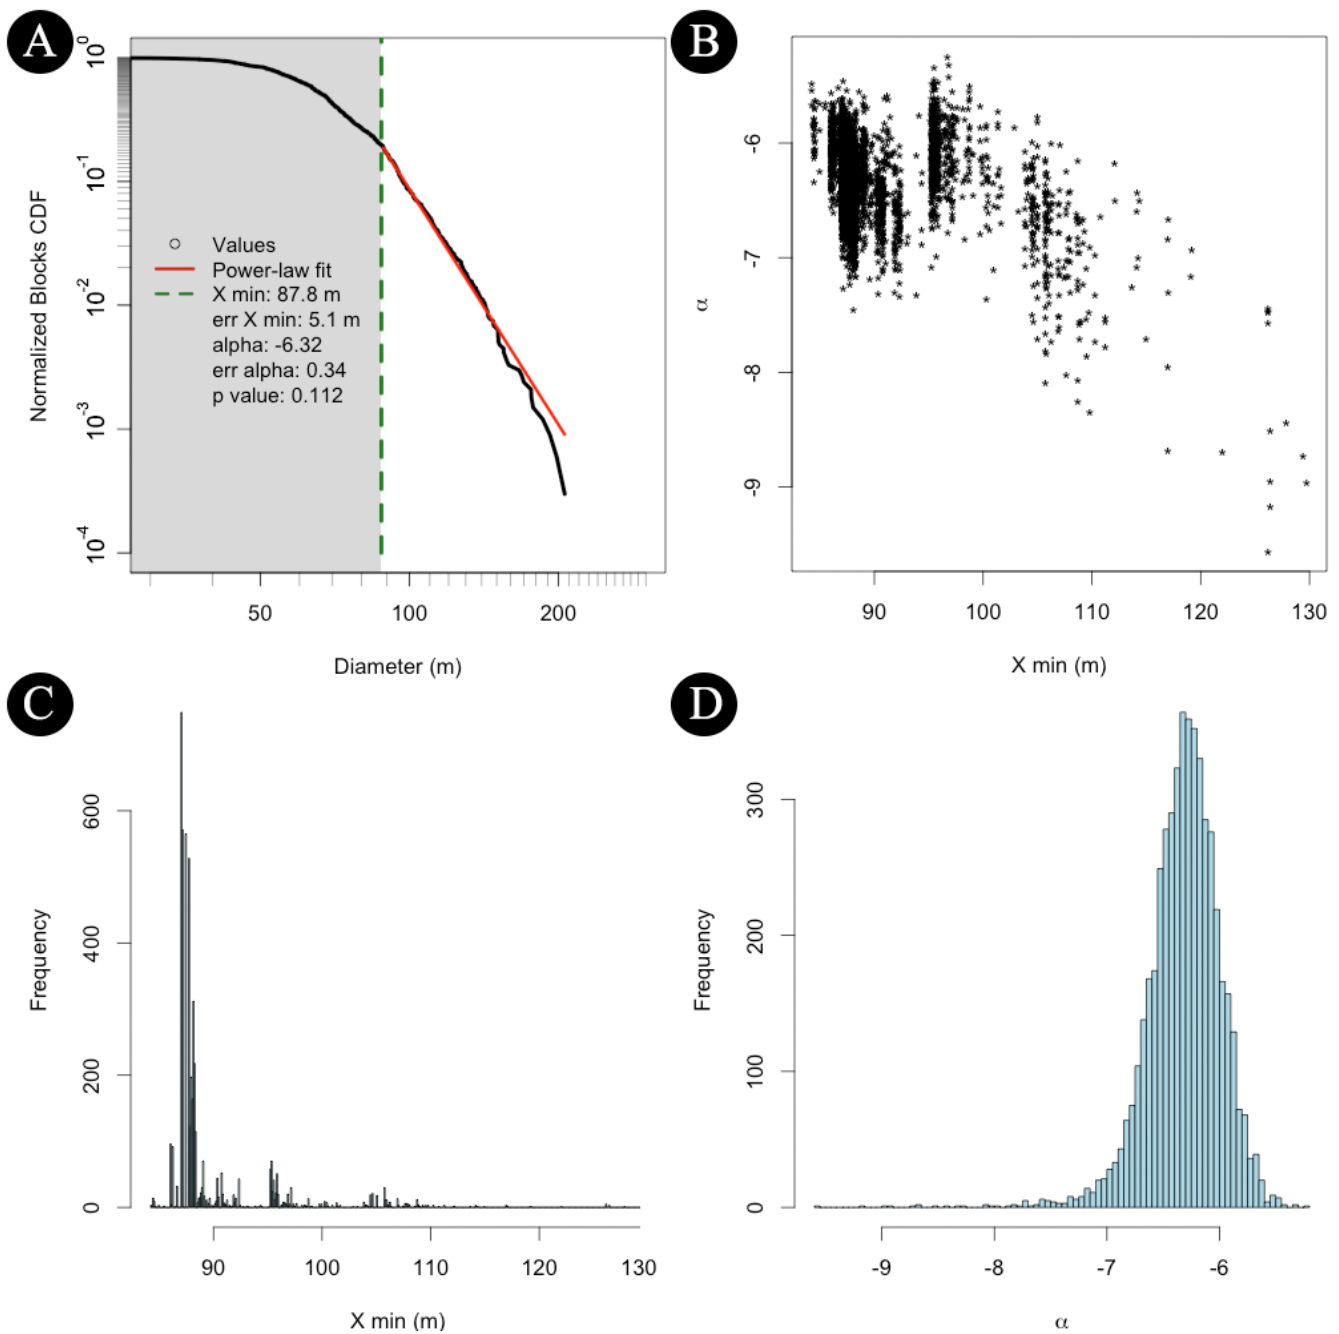 A
Normalized Blocks CDF
10^0
10^-1
10^-2
10^-3
10^-4
Values
Power-law fit
X min: 87.8 m
err X min: 5.1 m
alpha: -6.32
err alpha: 0.34
p value: 0.112
50 100 200
Diameter (m)
B
α
-6
-7
-8
-9
90 100 110 120 130
X min (m)
C
Frequency
600
400
200
0
90 100 110 120 130
X min (m)
D
Frequency
300
200
100
0
-9 -8 -7 -6
α